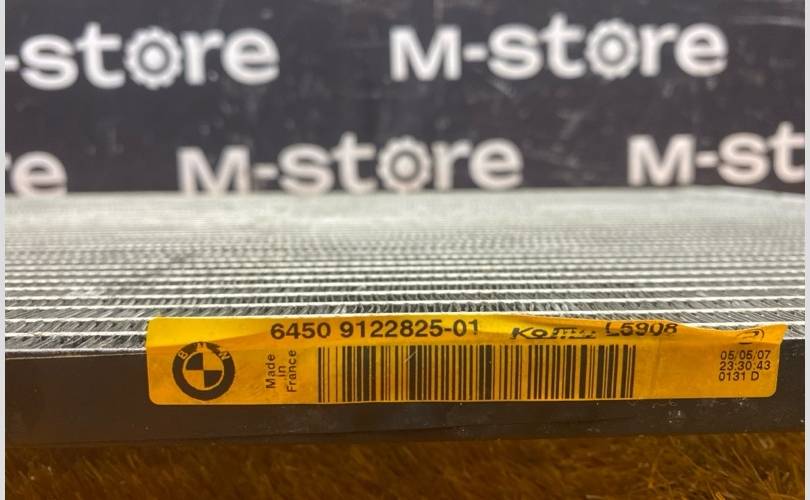 -store M-store
re M-store M-st
6450 9122825-01 L5908
BMW
Made
in
France
05/05/07
23:30:43
0131 D